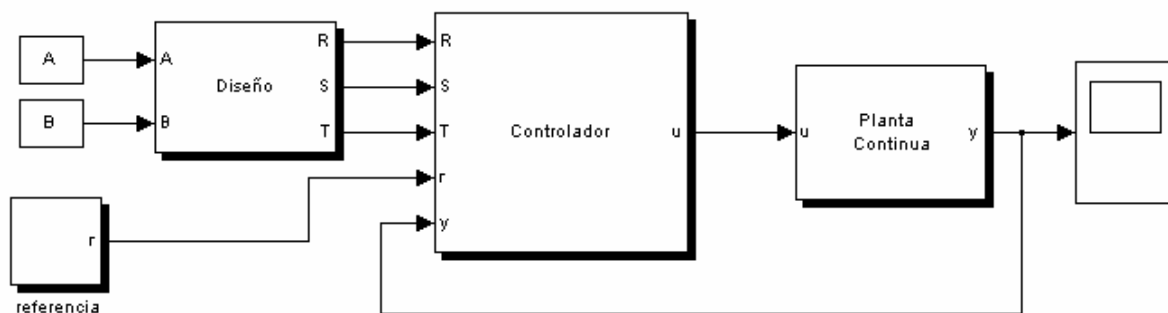 A
B
A
B
Diseño
R
S
T
R
S
T
r
y
Controlador
u
u
Planta
Continua
y
r
referencia